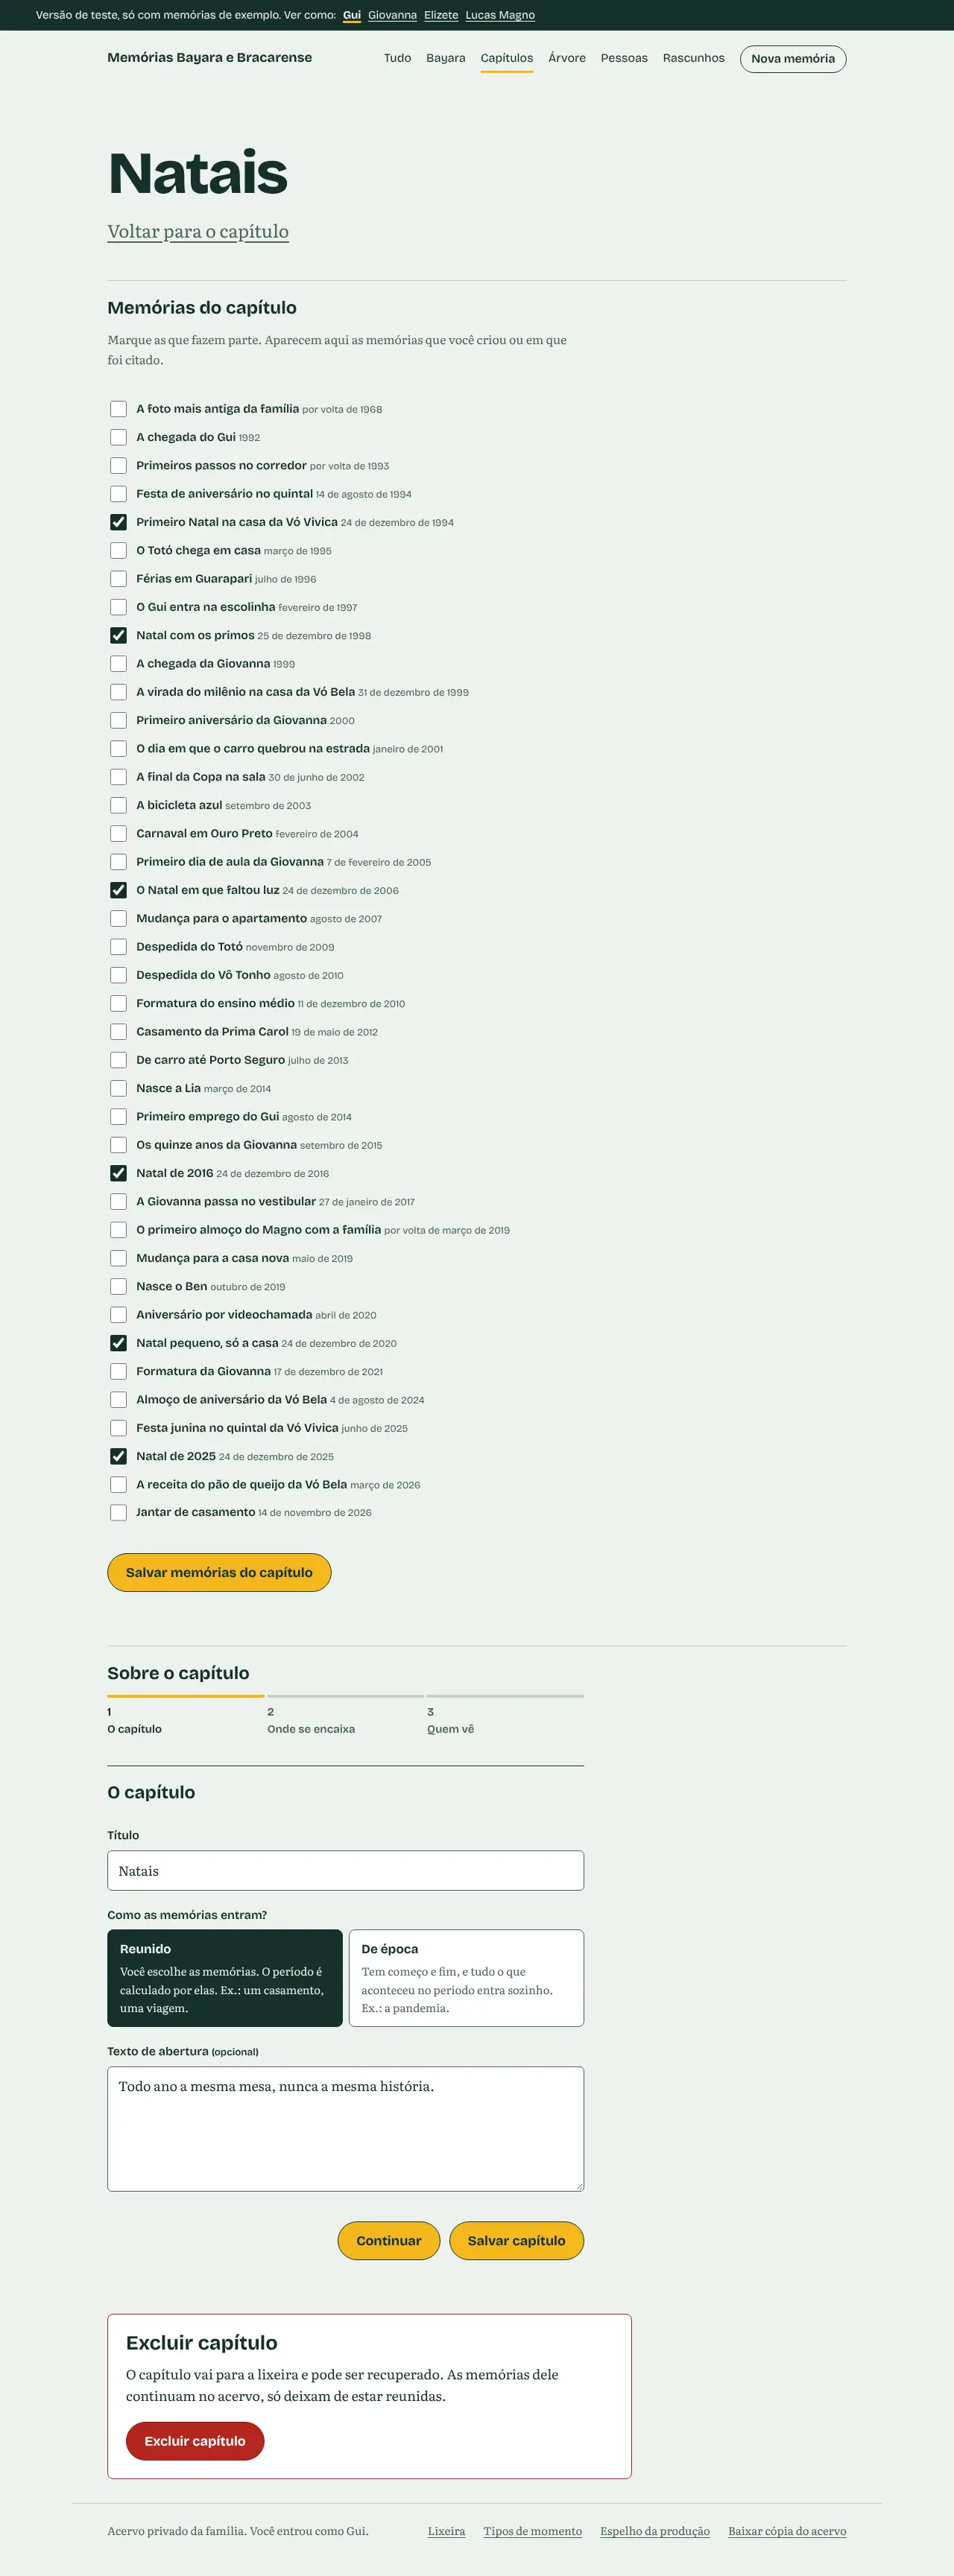 Versão de teste, só com memórias de exemplo. Ver como: Gui Giovanna Elizete Lucas Magno
Memórias Bayara e Bracarense
Tudo Bayara Capítulos Árvore Pessoas Rascunhos Nova memória
Natais
Voltar para o capítulo
Memórias do capítulo
Marque as que fazem parte. Aparecem aqui as memórias que você criou ou em que
foi citado.
A foto mais antiga da família por volta de 1968
A chegada do Gui 1992
Primeiros passos no corredor por volta de 1993
Festa de aniversário no quintal 14 de agosto de 1994
Primeiro Natal na casa da Vó Vivica 24 de dezembro de 1994
O Totó chega em casa março de 1995
Férias em Guarapari julho de 1996
O Gui entra na escolinha fevereiro de 1997
Natal com os primos 25 de dezembro de 1998
A chegada da Giovanna 1999
A virada do milênio na casa da Vó Bela 31 de dezembro de 1999
Primeiro aniversário da Giovanna 2000
O dia em que o carro quebrou na estrada janeiro de 2001
A final da Copa na sala 30 de junho de 2002
A bicicleta azul setembro de 2003
Carnaval em Ouro Preto fevereiro de 2004
Primeiro dia de aula da Giovanna 7 de fevereiro de 2005
O Natal em que faltou luz 24 de dezembro de 2006
Mudança para o apartamento agosto de 2007
Despedida do Totó novembro de 2009
Despedida do Vô Tonho agosto de 2010
Formatura do ensino médio 11 de dezembro de 2010
Casamento da Prima Carol 19 de maio de 2012
De carro até Porto Seguro julho de 2013
Nasce a Lia março de 2014
Primeiro emprego do Gui agosto de 2014
Os quinze anos da Giovanna setembro de 2015
Natal de 2016 24 de dezembro de 2016
A Giovanna passa no vestibular 27 de janeiro de 2017
O primeiro almoço do Magno com a família por volta de março de 2019
Mudança para a casa nova maio de 2019
Nasce o Ben outubro de 2019
Aniversário por videochamada abril de 2020
Natal pequeno, só a casa 24 de dezembro de 2020
Formatura da Giovanna 17 de dezembro de 2021
Almoço de aniversário da Vó Bela 4 de agosto de 2024
Festa junina no quintal da Vó Vivica junho de 2025
Natal de 2025 24 de dezembro de 2025
A receita do pão de queijo da Vó Bela março de 2026
Jantar de casamento 14 de novembro de 2026
Salvar memórias do capítulo
Sobre o capítulo
1 2 3
O capítulo Onde se encaixa Quem vê
O capítulo
Título
Natais
Como as memórias entram?
Reunido
Você escolhe as memórias. O período é
calculado por elas. Ex.: um casamento,
uma viagem.
De época
Tem começo e fim, e tudo o que
aconteceu no período entra sozinho.
Ex.: a pandemia.
Texto de abertura (opcional)
Todo ano a mesma mesa, nunca a mesma história.
Continuar Salvar capítulo
Excluir capítulo
O capítulo vai para a lixeira e pode ser recuperado. As memórias dele
continuam no acervo, só deixam de estar reunidas.
Excluir capítulo
Acervo privado da família. Você entrou como Gui. Lixeira Tipos de momento Espelho da produção Baixar cópia do acervo